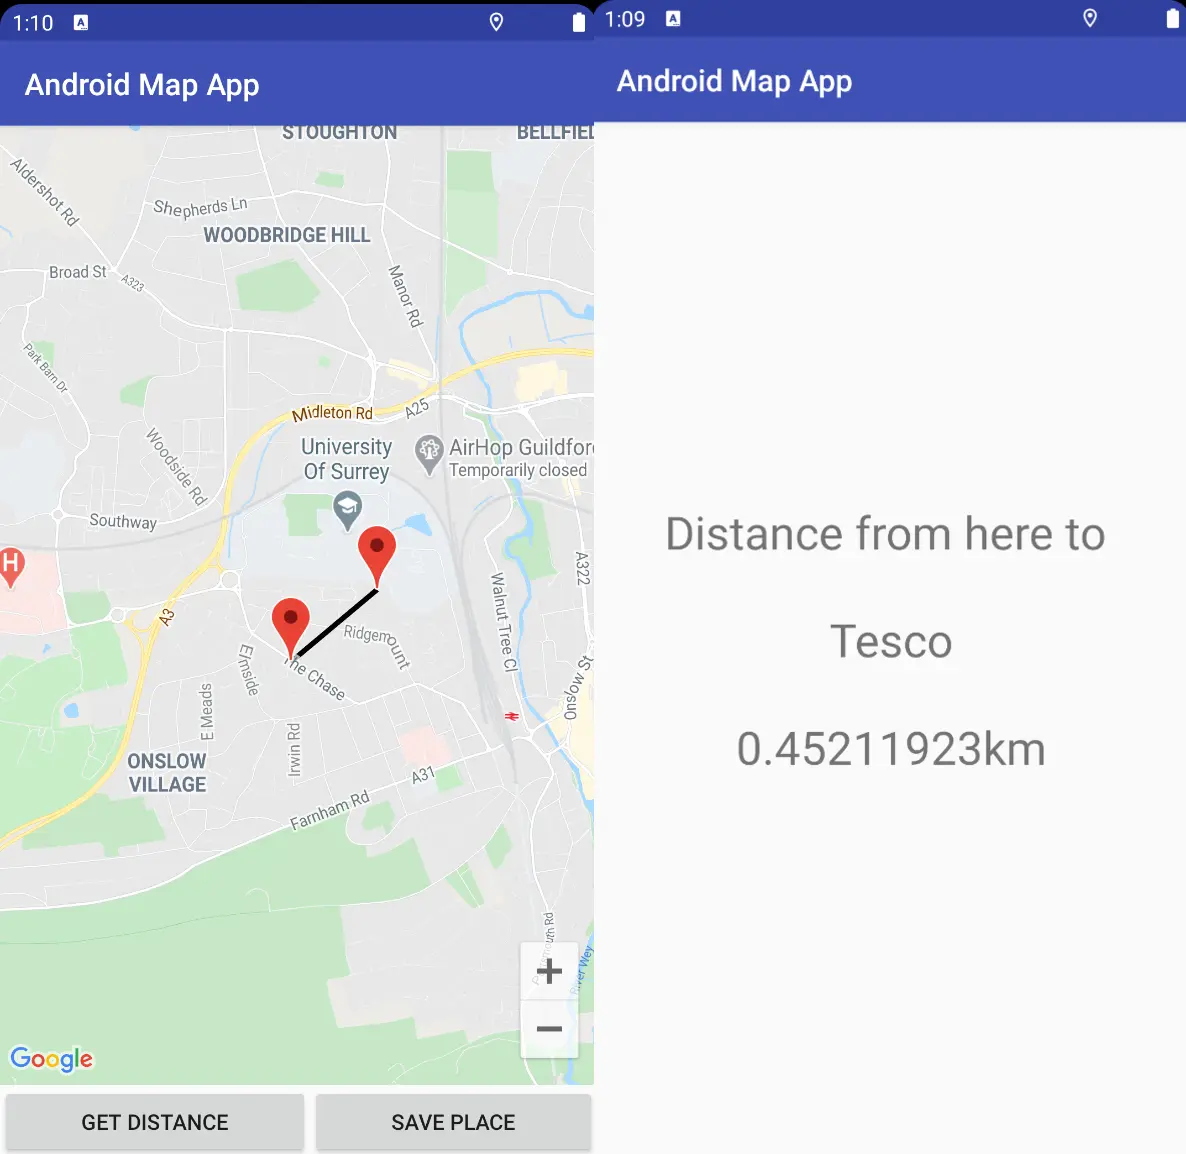 1:10
A
Android Map App
STOUGHTON
Aldershot Rd
Shepherds Ln
WOODBRIDGE HILL
Broad St
A323
Manor Rd
Park Barn Dr
Midleton Rd
A25
University
Of Surrey
AirHop Guildfor
Temporarily closed
Woodside Rd
Southway
H
A322
Walnut Tree Cl
A3
Ridgemount
The Chase
Elmside
Onslow St
E Meads
Irwin Rd
ONSLOW
VILLAGE
A31
Farnham Rd
Portsmouth Rd
River Wey
+
−
Google
GET DISTANCE
SAVE PLACE
BELLFIEL
1:09
A
Android Map App
Distance from here to
Tesco
0.45211923km